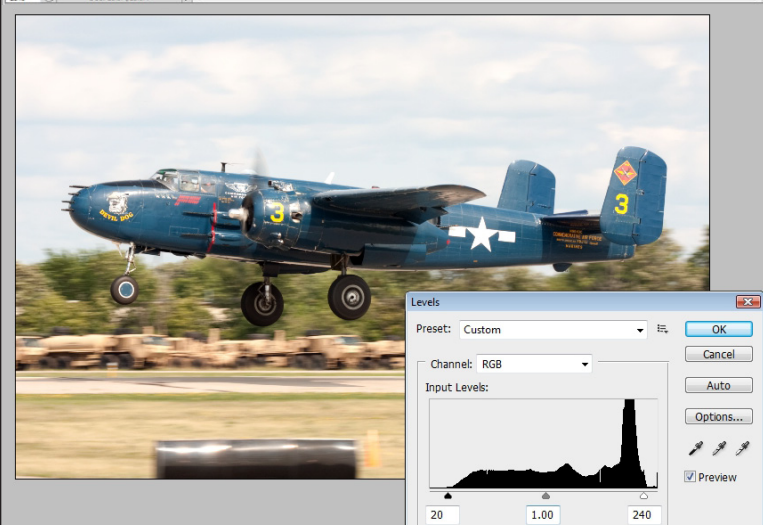 3
DEVIL DOG
3
COMMEMORATIVE AIR FORCE
Levels
Preset: Custom
OK
Cancel
Channel: RGB
Auto
Input Levels:
Options...
Preview
20 1.00 240